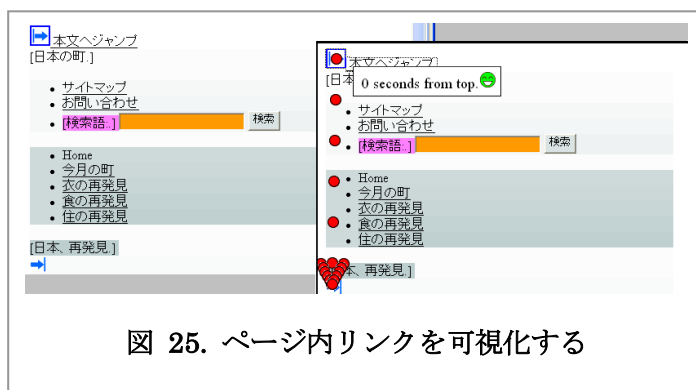 本文へジャンプ
[日本の町.]
サイトマップ
お問い合わせ
[検索語:.] 検索
Home
今月の町
衣の再発見
食の再発見
住の再発見
[日本、再発見.]
本文へジャンプ
[日本
0 seconds from top.
サイトマップ
お問い合わせ
[検索語:.] 検索
Home
今月の町
衣の再発見
食の再発見
住の再発見
本、再発見.]
図 25. ページ内リンクを可視化する